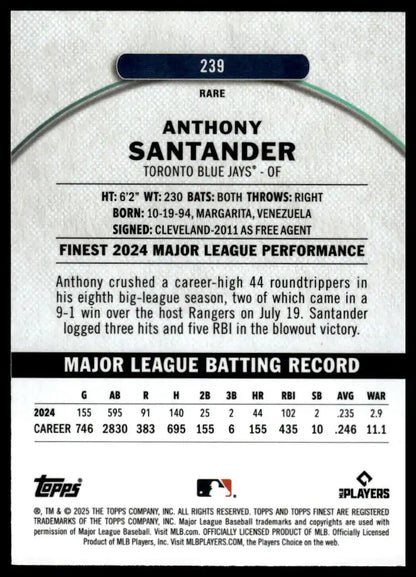 239
RARE
ANTHONY
SANTANDER
TORONTO BLUE JAYS® - OF
HT: 6'2" WT: 230 BATS: BOTH THROWS: RIGHT
BORN: 10-19-94, MARGARITA, VENEZUELA
SIGNED: CLEVELAND-2011 AS FREE AGENT
FINEST 2024 MAJOR LEAGUE PERFORMANCE
Anthony crushed a career-high 44 roundtrippers in
his eighth big-league season, two of which came in a
9-1 win over the host Rangers on July 19. Santander
logged three hits and five RBI in the blowout victory.
MAJOR LEAGUE BATTING RECORD
G AB R H 2B 3B HR RBI SB AVG WAR
2024 155 595 91 140 25 2 44 102 2 .235 2.9
CAREER 746 2830 383 695 155 6 155 435 10 .246 11.1
Topps
MLB PLAYERS
®, TM & © 2025 THE TOPPS COMPANY, INC. ALL RIGHTS RESERVED. TOPPS AND TOPPS FINEST ARE REGISTERED
TRADEMARKS OF THE TOPPS COMPANY, INC. Major League Baseball trademarks and copyrights are used with
permission of Major League Baseball. Visit MLB.com. OFFICIALLY LICENSED PRODUCT OF MLB. Officially Licensed
Product of MLB Players, Inc. Visit MLBPLAYERS.com, the Players Choice on the web.